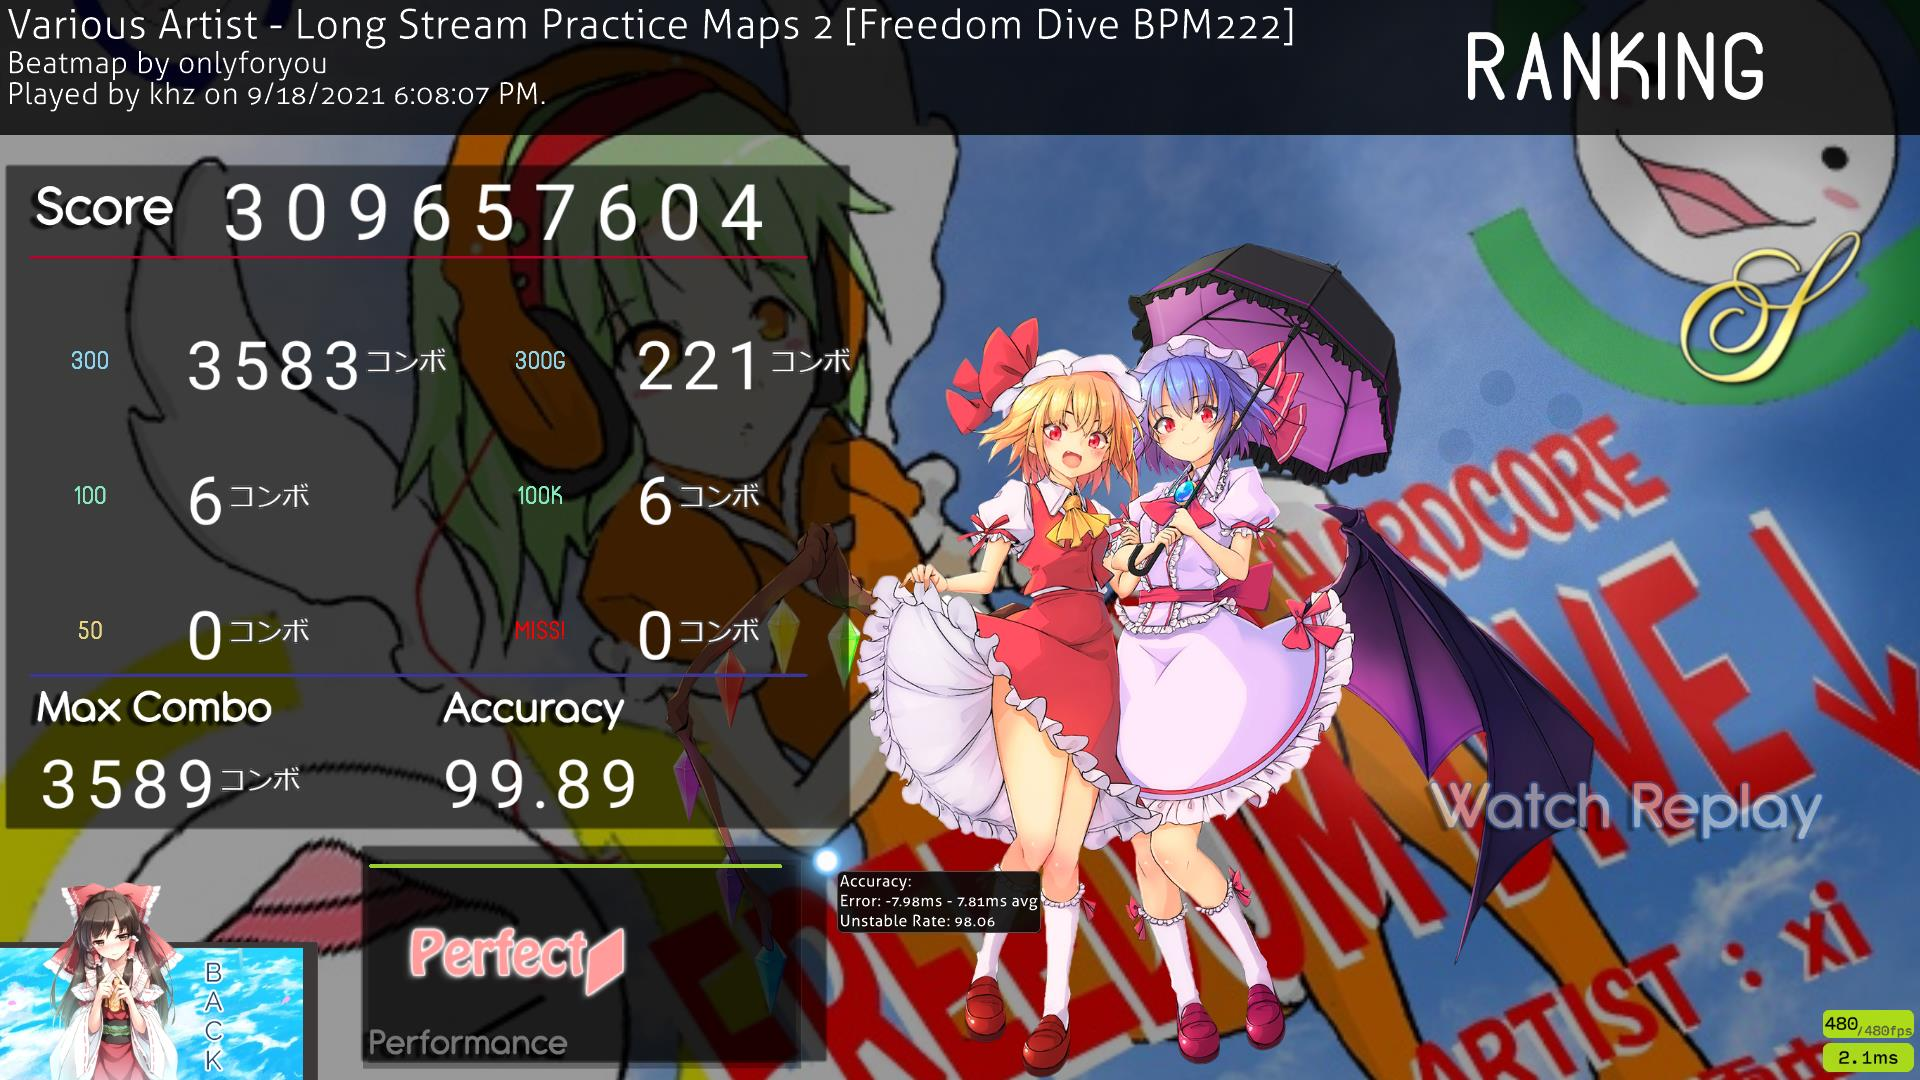 Various Artist - Long Stream Practice Maps 2 [Freedom Dive BPM222]
Beatmap by onlyforyou
Played by khz on 9/18/2021 6:08:07 PM.
RANKING
Score 309657604
S
300 3583コンボ 300G 221コンボ
100 6コンボ 100K 6コンボ
50 0コンボ MISS! 0コンボ
Max Combo Accuracy
3589コンボ 99.89
HARDCORE
FREEDOM DIVE↓
ARTIST : xi
Watch Replay
Accuracy:
Error: -7.98ms - 7.81ms avg
Unstable Rate: 98.06
Perfect
Performance
BACK
480/480fps
2.1ms